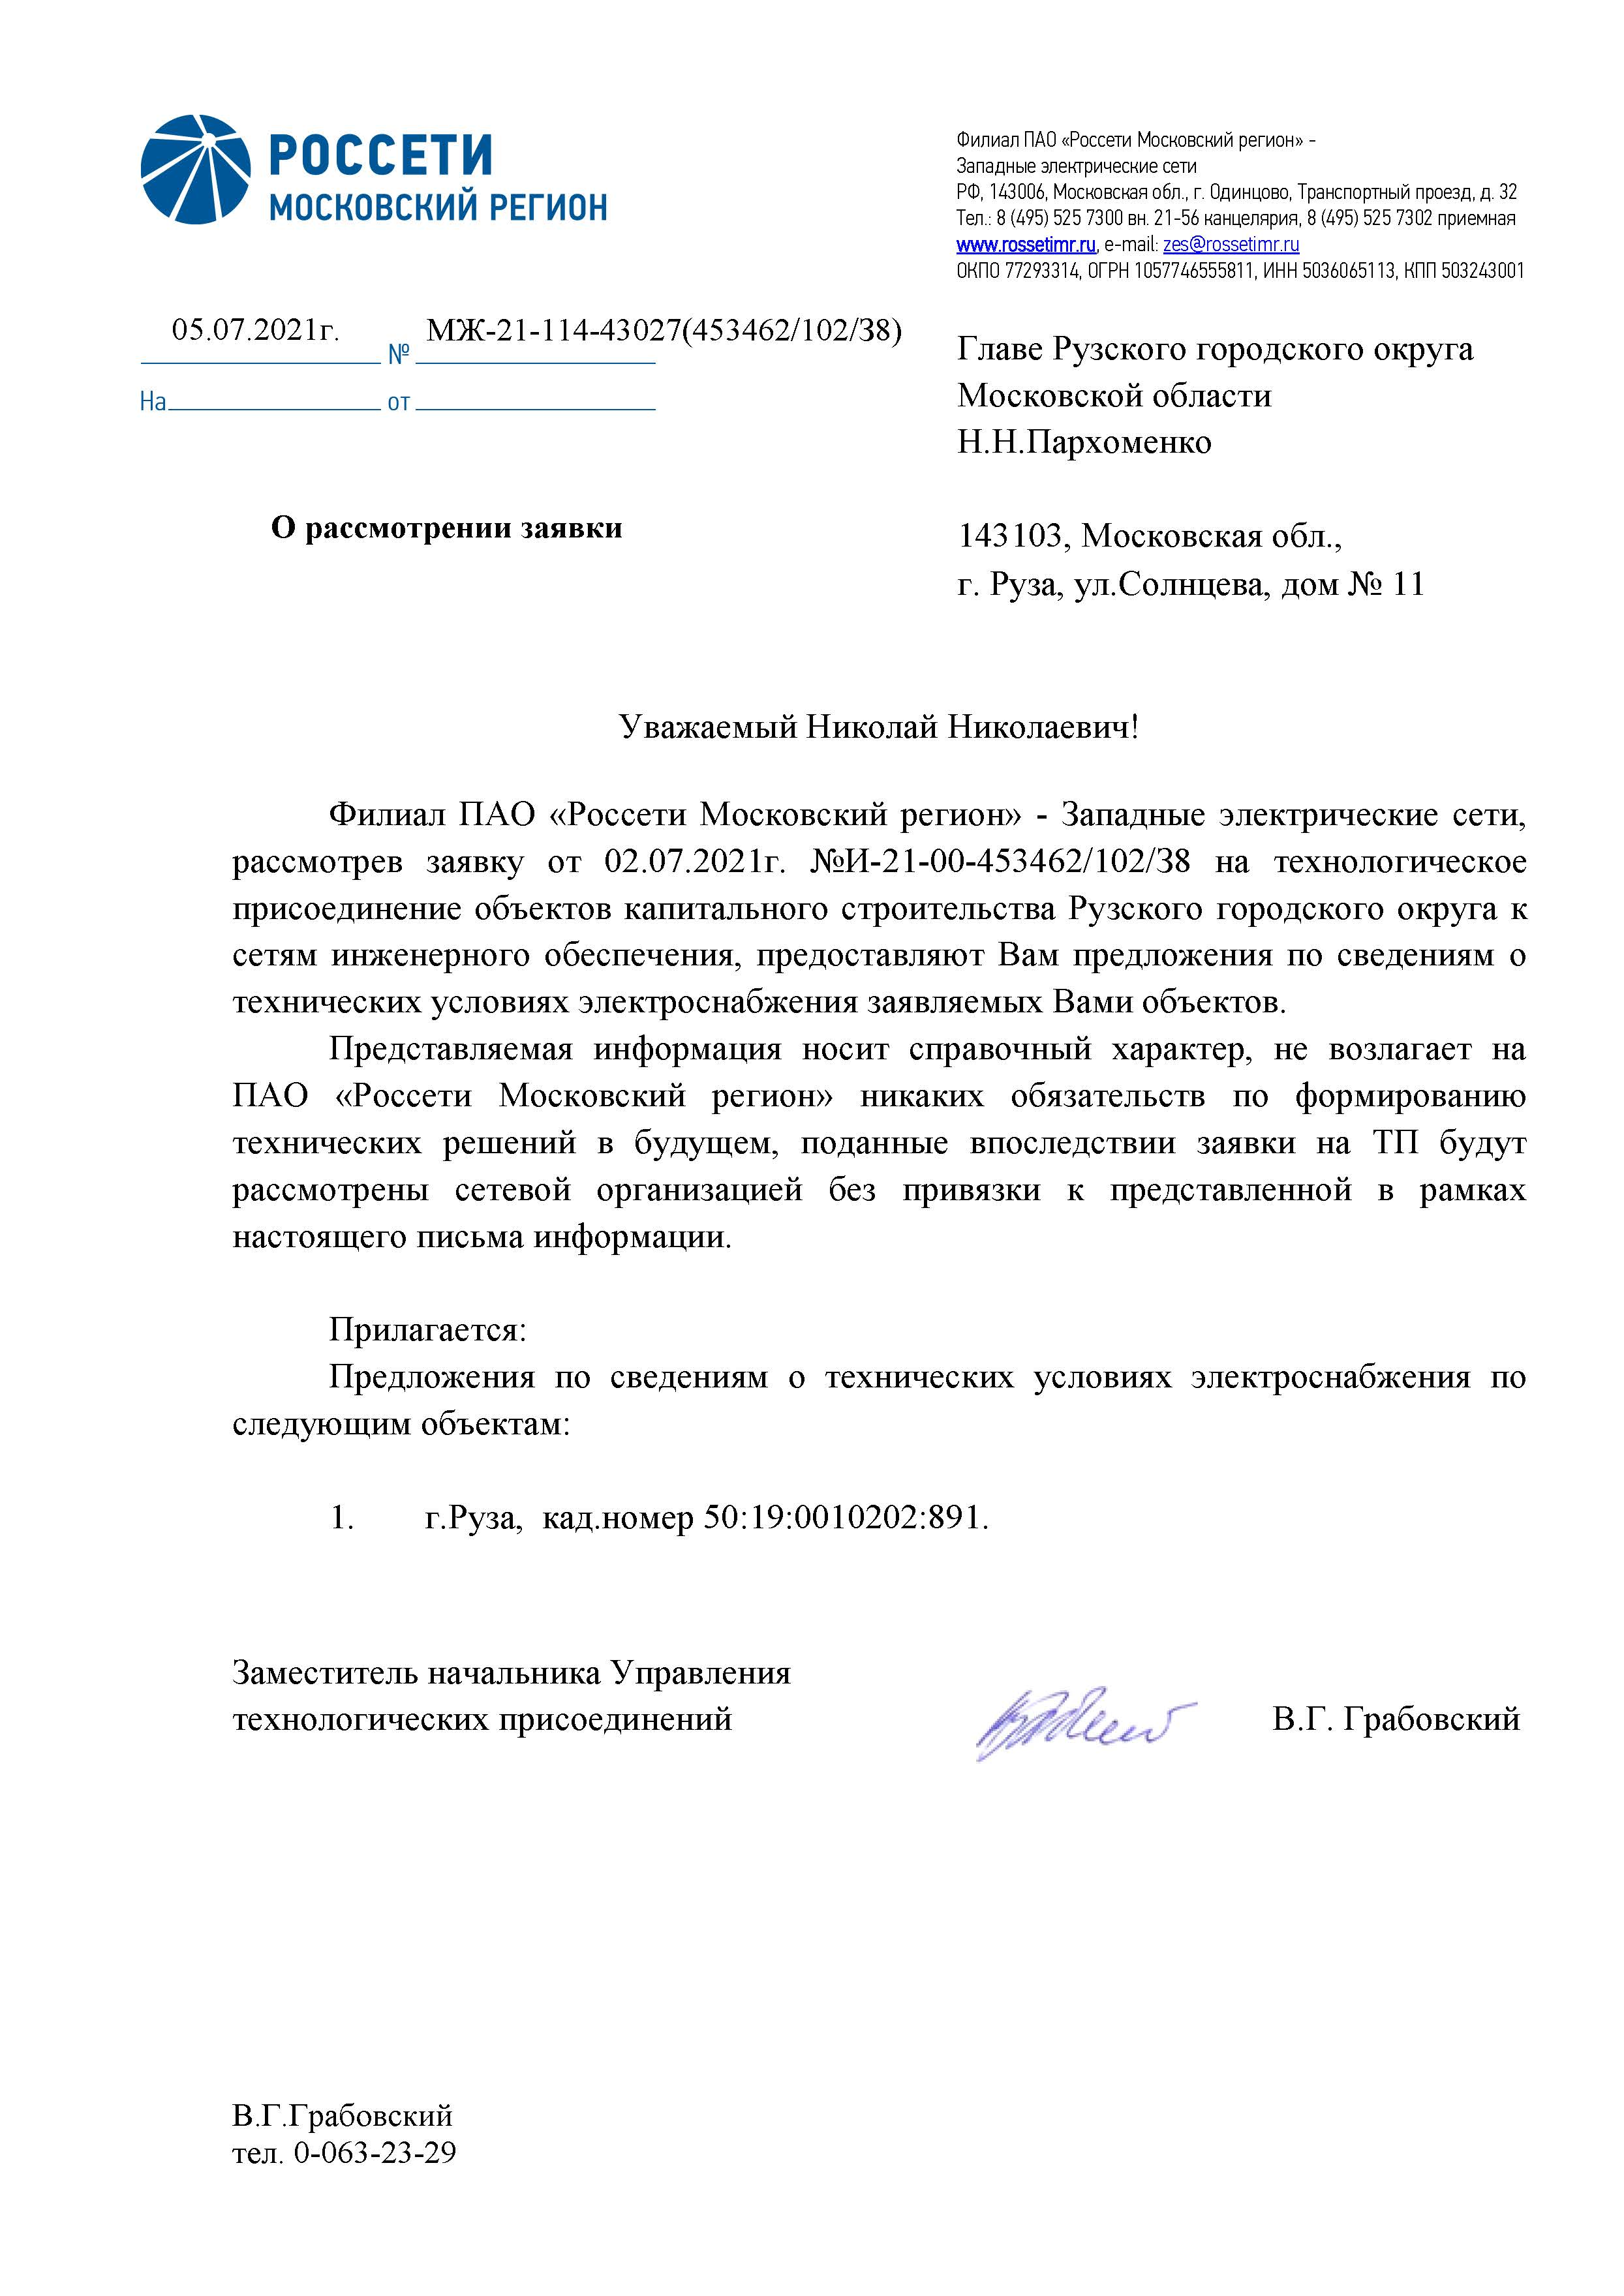 РОССЕТИ
МОСКОВСКИЙ РЕГИОН
Филиал ПАО «Россети Московский регион» -
Западные электрические сети
РФ, 143006, Московская обл., г. Одинцово, Транспортный проезд, д. 32
Тел.: 8 (495) 525 7300 вн. 21-56 канцелярия, 8 (495) 525 7302 приемная
www.rossetimr.ru, e-mail: zes@rossetimr.ru
ОКПО 77293314, ОГРН 1057746555811, ИНН 5036065113, КПП 503243001
05.07.2021г. № МЖ-21-114-43027(453462/102/З8)
На от
Главе Рузского городского округа
Московской области
Н.Н.Пархоменко
О рассмотрении заявки
143103, Московская обл.,
г. Руза, ул.Солнцева, дом № 11
Уважаемый Николай Николаевич!
Филиал ПАО «Россети Московский регион» - Западные электрические сети,
рассмотрев заявку от 02.07.2021г. №И-21-00-453462/102/З8 на технологическое
присоединение объектов капитального строительства Рузского городского округа к
сетям инженерного обеспечения, предоставляют Вам предложения по сведениям о
технических условиях электроснабжения заявляемых Вами объектов.
Представляемая информация носит справочный характер, не возлагает на
ПАО «Россети Московский регион» никаких обязательств по формированию
технических решений в будущем, поданные впоследствии заявки на ТП будут
рассмотрены сетевой организацией без привязки к представленной в рамках
настоящего письма информации.
Прилагается:
Предложения по сведениям о технических условиях электроснабжения по
следующим объектам:
1. г.Руза, кад.номер 50:19:0010202:891.
Заместитель начальника Управления
технологических присоединений В.Г. Грабовский
В.Г.Грабовский
тел. 0-063-23-29